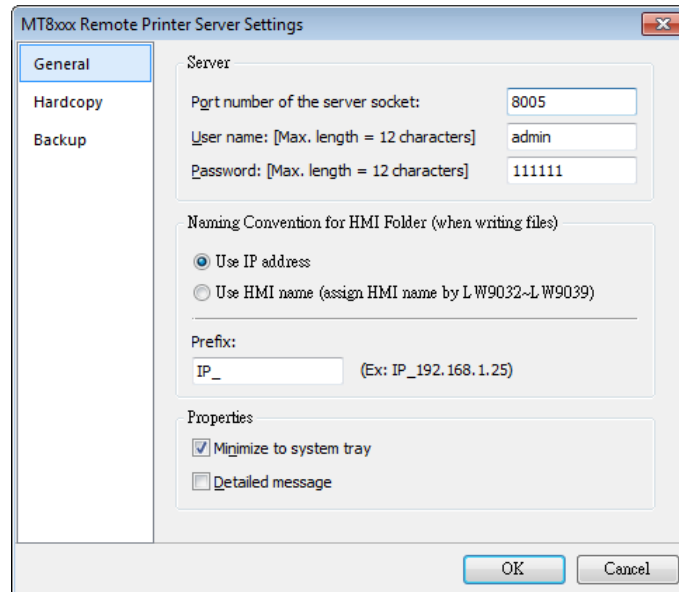 MT8xxx Remote Printer Server Settings
General
Hardcopy
Backup
Server
Port number of the server socket: 8005
User name: [Max. length = 12 characters] admin
Password: [Max. length = 12 characters] 111111
Naming Convention for HMI Folder (when writing files)
Use IP address
Use HMI name (assign HMI name by LW9032~LW9039)
Prefix:
IP_ (Ex: IP_192.168.1.25)
Properties
Minimize to system tray
Detailed message
OK Cancel